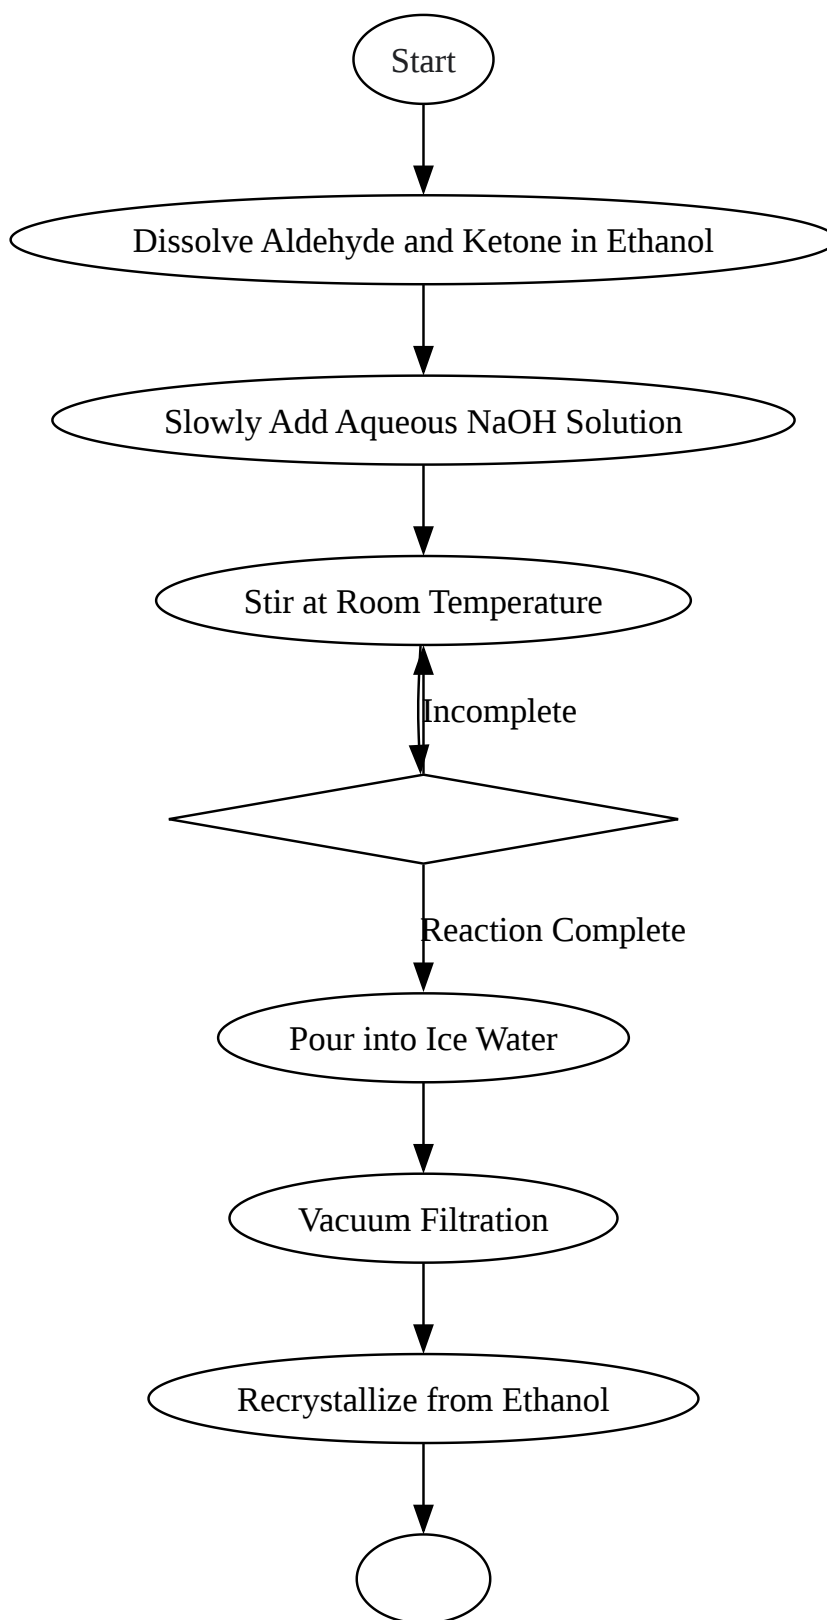 Start
Dissolve Aldehyde and Ketone in Ethanol
Slowly Add Aqueous NaOH Solution
Stir at Room Temperature
Incomplete
Reaction Complete
Pour into Ice Water
Vacuum Filtration
Recrystallize from Ethanol